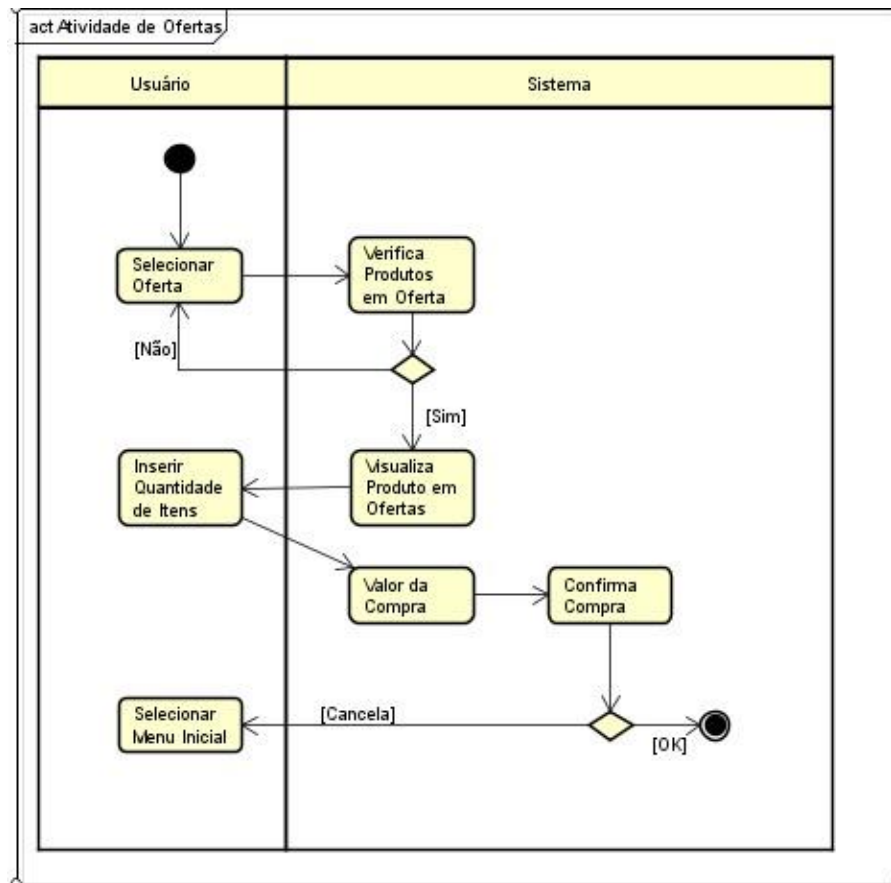 act Atividade de Ofertas
Usuário
Sistema
Selecionar
Oferta
Verifica
Produtos
em Oferta
[Não]
[Sim]
Inserir
Quantidade
de Itens
Visualiza
Produto em
Ofertas
Valor da
Compra
Confirma
Compra
Selecionar
Menu Inicial
[Cancela]
[OK]